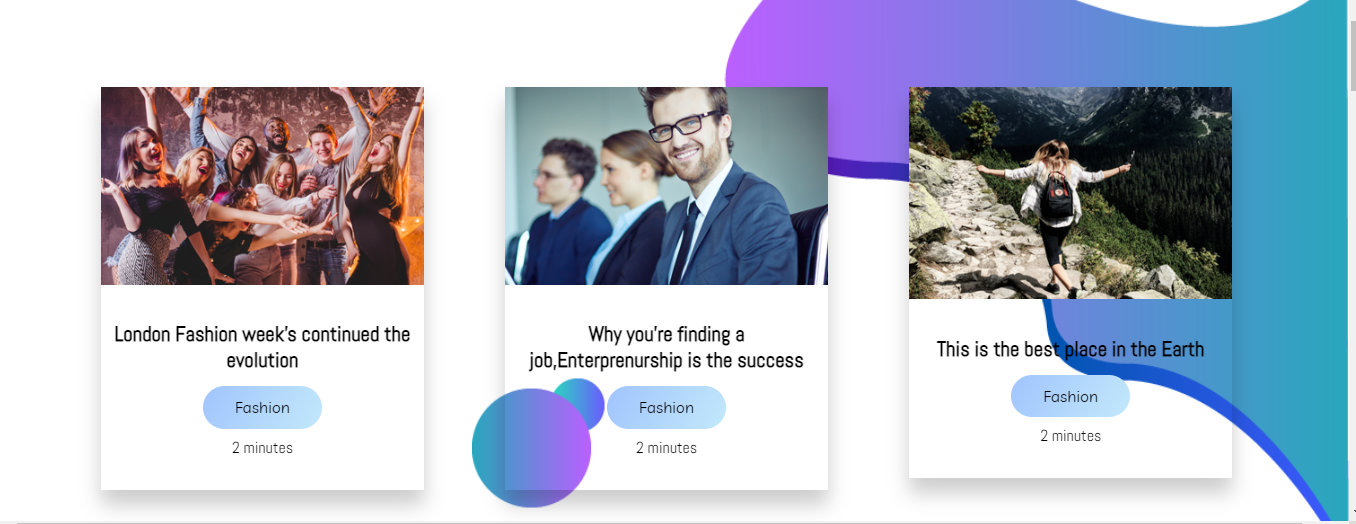 London Fashion week's continued the
evolution
Fashion
2 minutes
Why you're finding a
job,Enterprenurship is the success
Fashion
2 minutes
This is the best place in the Earth
Fashion
2 minutes